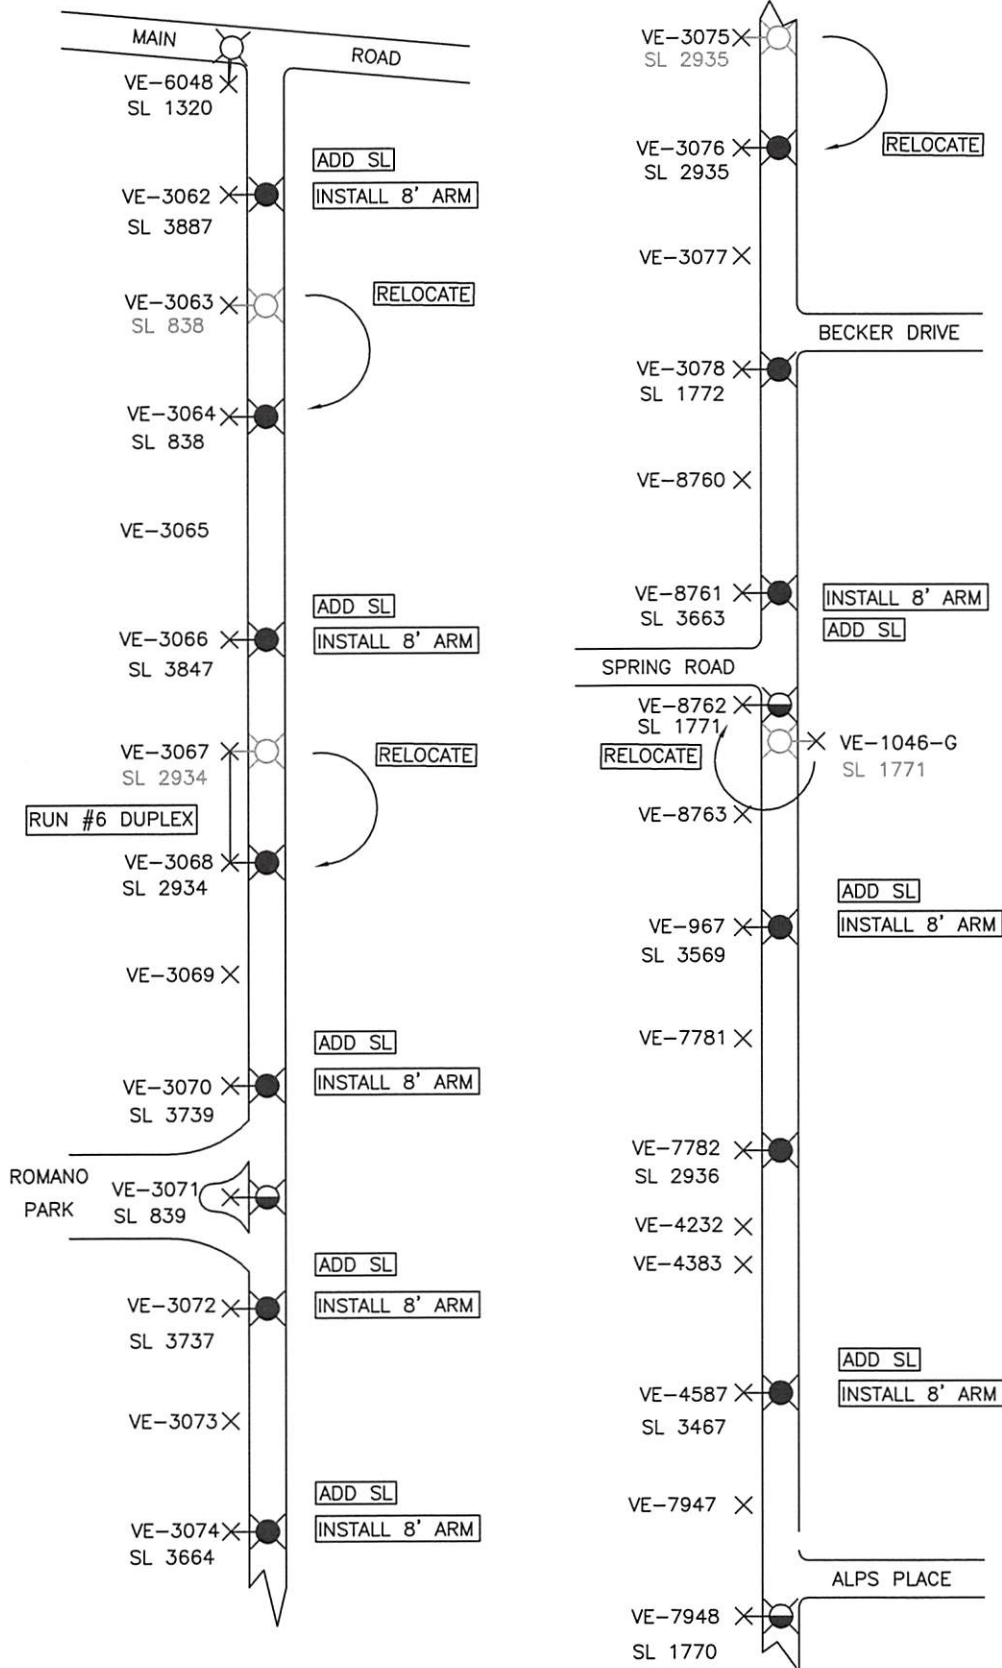 MAIN
ROAD
VE-6048
SL 1320
ADD SL
INSTALL 8' ARM
VE-3062
SL 3887
RELOCATE
VE-3063
SL 838
VE-3064
SL 838
VE-3065
ADD SL
INSTALL 8' ARM
VE-3066
SL 3847
VE-3067
SL 2934
RELOCATE
RUN #6 DUPLEX
VE-3068
SL 2934
VE-3069
ADD SL
INSTALL 8' ARM
VE-3070
SL 3739
ROMANO
PARK
VE-3071
SL 839
ADD SL
INSTALL 8' ARM
VE-3072
SL 3737
VE-3073
ADD SL
INSTALL 8' ARM
VE-3074
SL 3664
VE-3075
SL 2935
RELOCATE
VE-3076
SL 2935
VE-3077
BECKER DRIVE
VE-3078
SL 1772
VE-8760
VE-8761
SL 3663
INSTALL 8' ARM
ADD SL
SPRING ROAD
VE-8762
SL 1771
RELOCATE
VE-1046-G
SL 1771
VE-8763
ADD SL
INSTALL 8' ARM
VE-967
SL 3569
VE-7781
VE-7782
SL 2936
VE-4232
VE-4383
ADD SL
INSTALL 8' ARM
VE-4587
SL 3467
VE-7947
ALPS PLACE
VE-7948
SL 1770